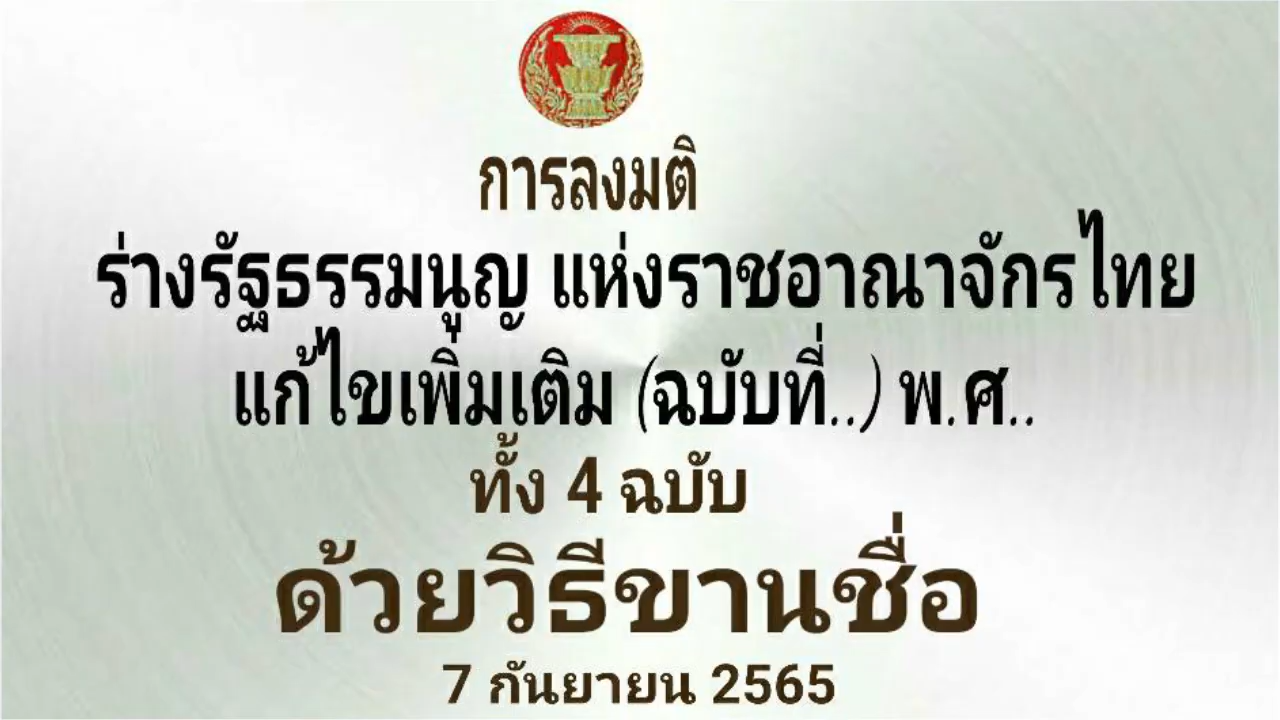 การลงมติ
ร่างรัฐธรรมนูญ แห่งราชอาณาจักรไทย
แก้ไขเพิ่มเติม (ฉบับที่..) พ.ศ..
ทั้ง 4 ฉบับ
ด้วยวิธีขานชื่อ
7 กันยายน 2565